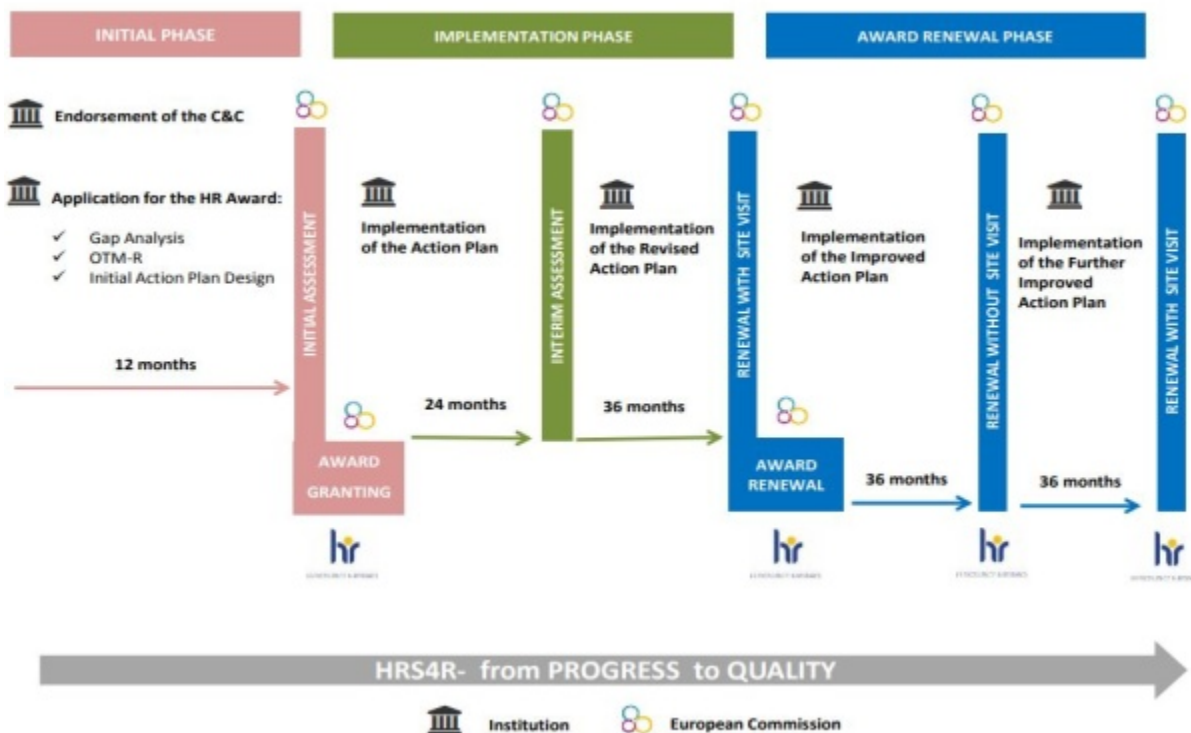 INITIAL PHASE
IMPLEMENTATION PHASE
AWARD RENEWAL PHASE
Endorsement of the C&C
Application for the HR Award:
✓ Gap Analysis
✓ OTM-R
✓ Initial Action Plan Design
12 months
INITIAL ASSESSMENT
AWARD
GRANTING
hr
Implementation
of the Action Plan
24 months
INTERIM ASSESSMENT
Implementation
of the Revised
Action Plan
36 months
RENEWAL WITH SITE VISIT
AWARD
RENEWAL
hr
Implementation
of the Improved
Action Plan
36 months
RENEWAL WITHOUT SITE VISIT
hr
Implementation
of the Further
Improved
Action Plan
36 months
RENEWAL WITH SITE VISIT
hr
HRS4R- from PROGRESS to QUALITY
Institution
European Commission